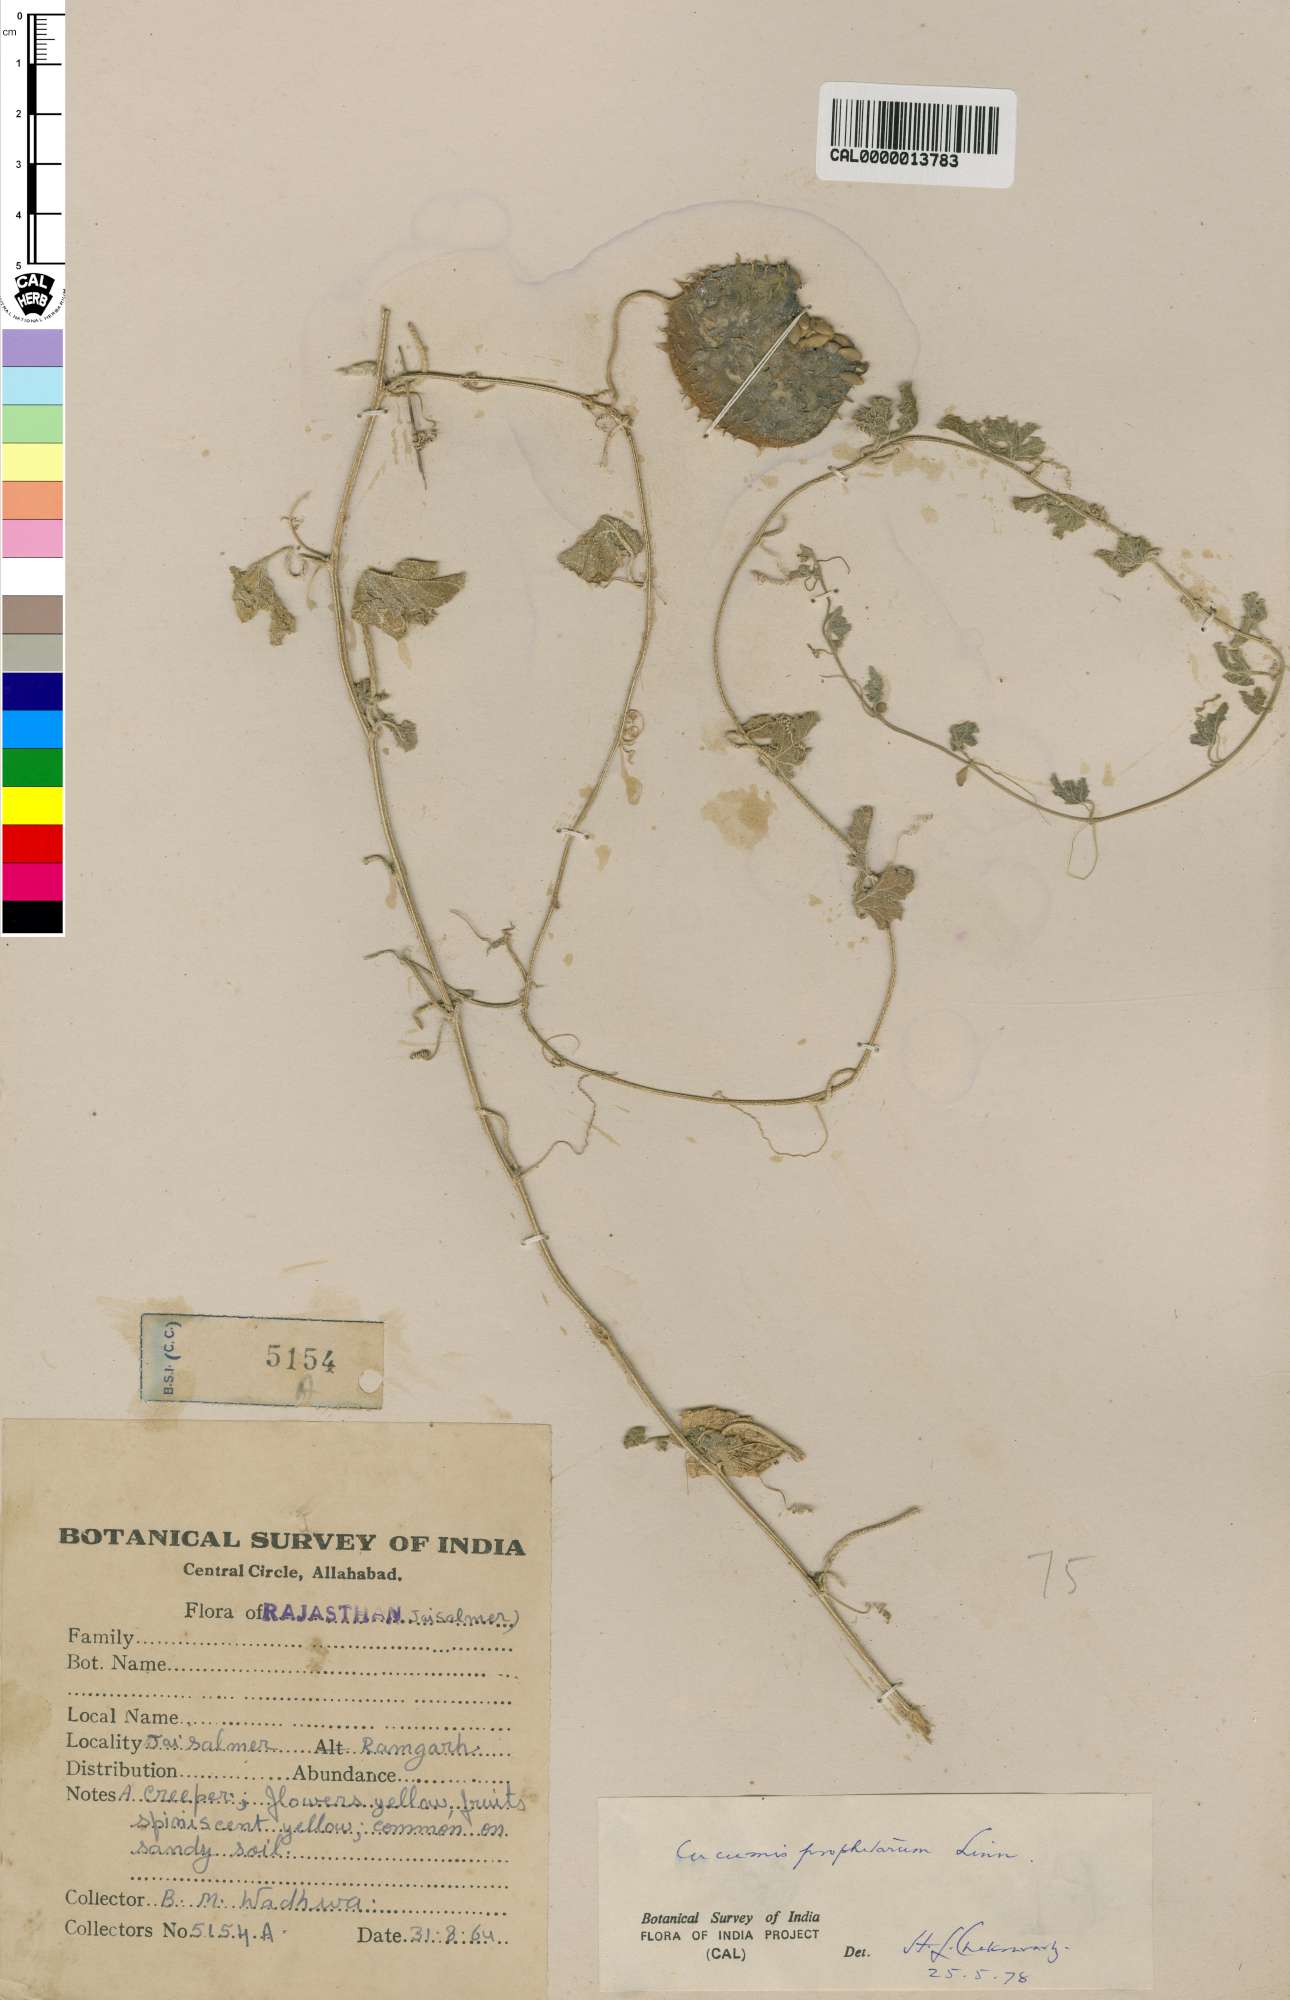 0
cm
1
2
3
4
5
CAL
HERB
CENTRAL NATIONAL HERBARIUM
CAL0000013783
B.S.I. (C.C.)
5154
A
BOTANICAL SURVEY OF INDIA
Central Circle, Allahabad.
Flora of RAJASTHAN Jaisalmer)
Family
Bot. Name
Local Name
Locality Jaisalmer Alt Ramgarh.
Distribution Abundance
Notes A creeper; flowers yellow, fruits
spiniscent yellow; common on
sandy soil.
Collector B. M. Wadhwa.
Collectors No 5154.A. Date 31.8.64
75
Cucumis prophetarum Linn.
Botanical Survey of India
FLORA OF INDIA PROJECT
(CAL)
Det. H. L. Chakravarty.
25.5.78